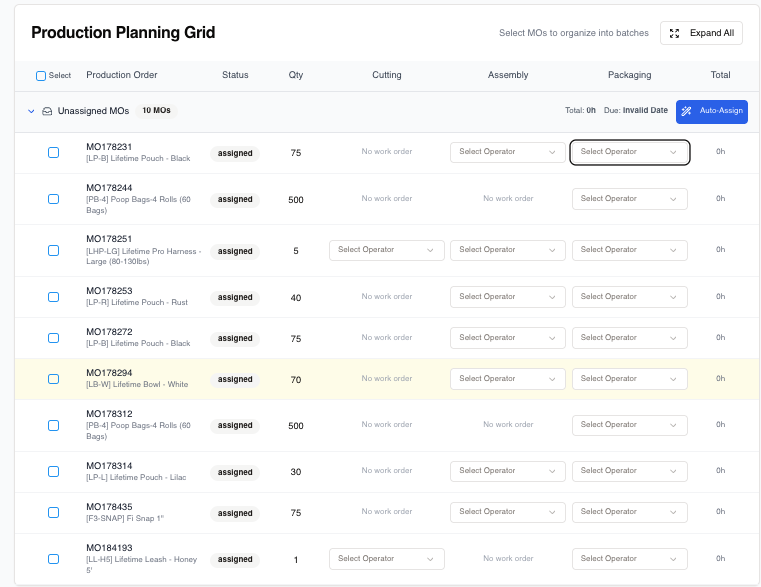 Production Planning Grid
Select MOs to organize into batches
Expand All
Select Production Order Status Qty Cutting Assembly Packaging Total
Unassigned MOs 10 MOs Total: 0h Due: Invalid Date Auto-Assign
MO178231
[LP-B] Lifetime Pouch - Black
assigned 75 No work order Select Operator Select Operator 0h
MO178244
[PB-4] Poop Bags-4 Rolls (60
Bags)
assigned 500 No work order No work order Select Operator 0h
MO178251
[LHP-LG] Lifetime Pro Harness -
Large (80-130lbs)
assigned 5 Select Operator Select Operator Select Operator 0h
MO178253
[LP-R] Lifetime Pouch - Rust
assigned 40 No work order Select Operator Select Operator 0h
MO178272
[LP-B] Lifetime Pouch - Black
assigned 75 No work order Select Operator Select Operator 0h
MO178294
[LB-W] Lifetime Bowl - White
assigned 70 No work order Select Operator Select Operator 0h
MO178312
[PB-4] Poop Bags-4 Rolls (60
Bags)
assigned 500 No work order No work order Select Operator 0h
MO178314
[LP-L] Lifetime Pouch - Lilac
assigned 30 No work order Select Operator Select Operator 0h
MO178435
[F3-SNAP] Fi Snap 1"
assigned 75 No work order Select Operator Select Operator 0h
MO184193
[LL-H5] Lifetime Leash - Honey
5'
assigned 1 Select Operator No work order Select Operator 0h